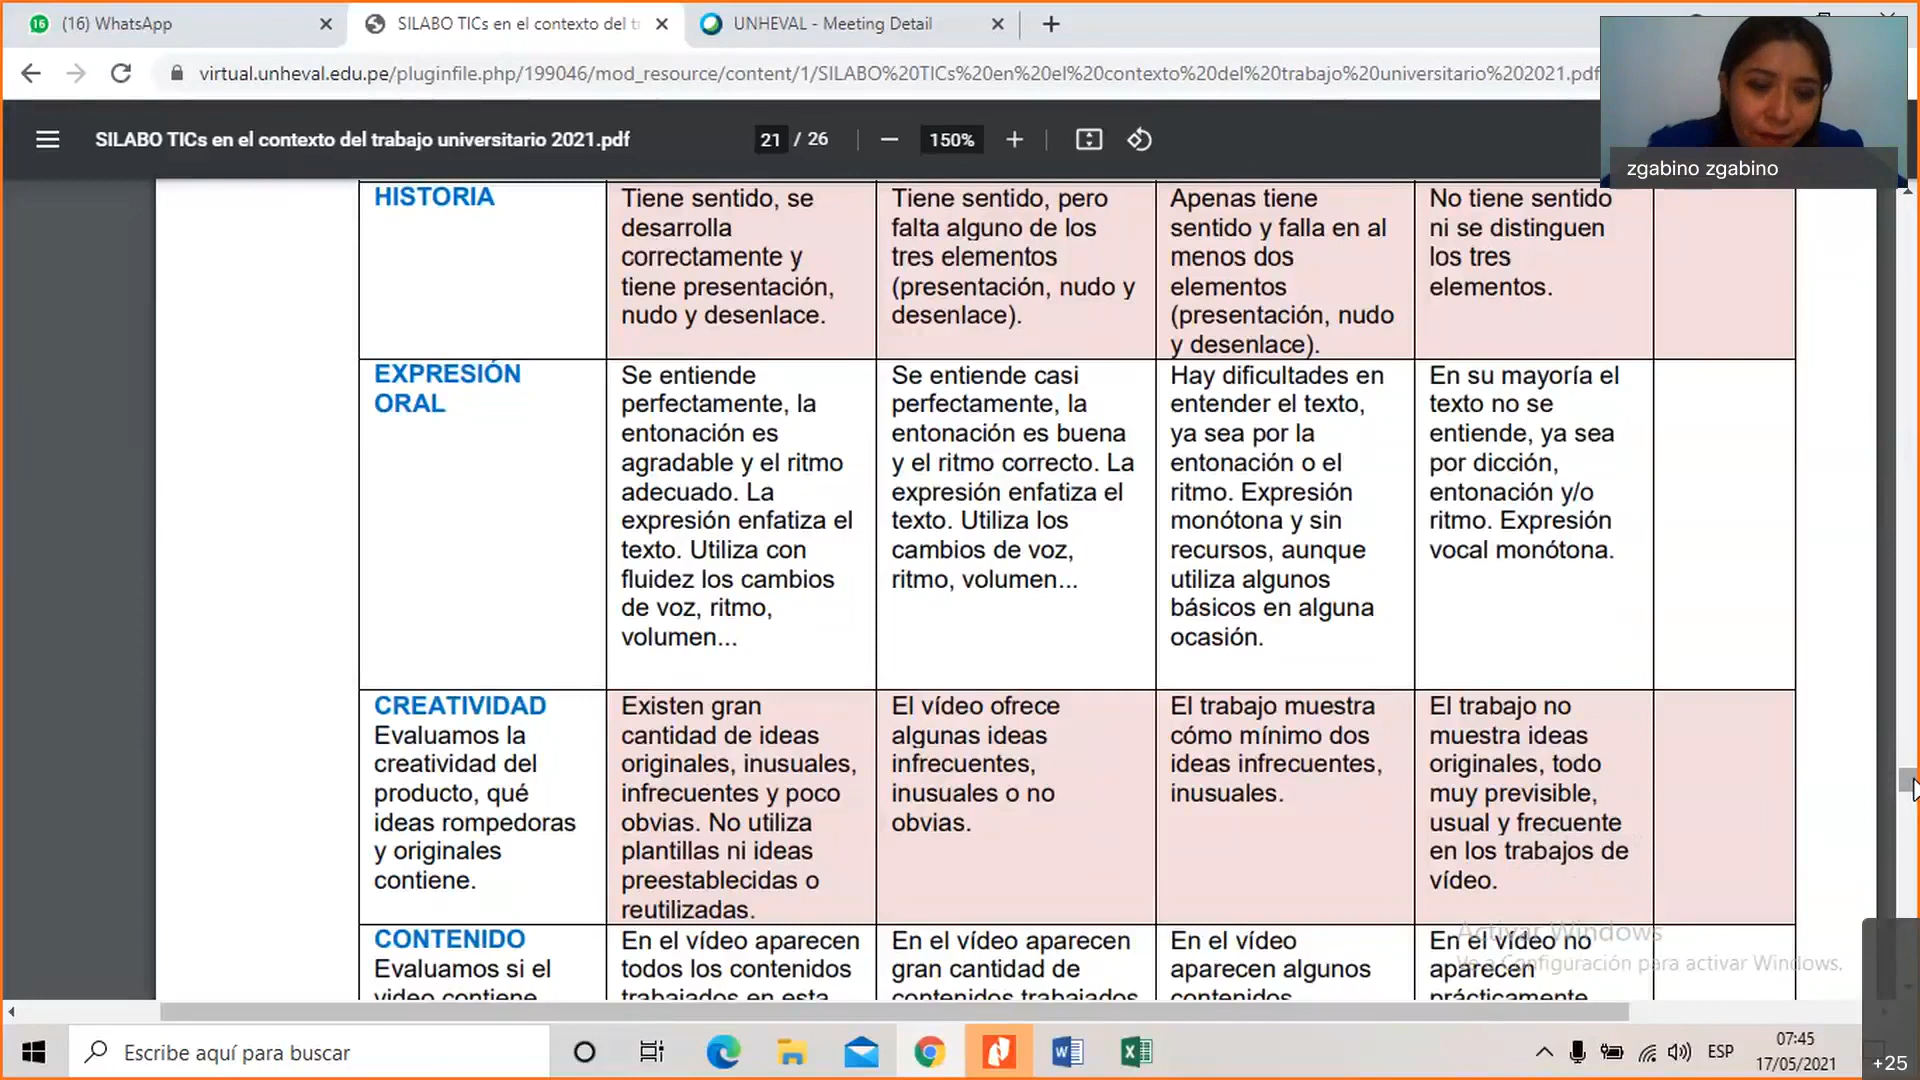 (16) WhatsApp
SILABO TICs en el contexto del t
UNHEVAL - Meeting Detail
virtual.unheval.edu.pe/pluginfile.php/199046/mod_resource/content/1/SILABO%20TICs%20en%20el%20contexto%20del%20trabajo%20universitario%202021.pdf
zgabino zgabino
SILABO TICs en el contexto del trabajo universitario 2021.pdf
21 / 26
150%
HISTORIA
Tiene sentido, se
desarrolla
correctamente y
tiene presentación,
nudo y desenlace.
Tiene sentido, pero
falta alguno de los
tres elementos
(presentación, nudo y
desenlace).
Apenas tiene
sentido y falla en al
menos dos
elementos
(presentación, nudo
y desenlace).
No tiene sentido
ni se distinguen
los tres
elementos.
EXPRESIÓN
ORAL
Se entiende
perfectamente, la
entonación es
agradable y el ritmo
adecuado. La
expresión enfatiza el
texto. Utiliza con
fluidez los cambios
de voz, ritmo,
volumen...
Se entiende casi
perfectamente, la
entonación es buena
y el ritmo correcto. La
expresión enfatiza el
texto. Utiliza los
cambios de voz,
ritmo, volumen...
Hay dificultades en
entender el texto,
ya sea por la
entonación o el
ritmo. Expresión
monótona y sin
recursos, aunque
utiliza algunos
básicos en alguna
ocasión.
En su mayoría el
texto no se
entiende, ya sea
por dicción,
entonación y/o
ritmo. Expresión
vocal monótona.
CREATIVIDAD
Evaluamos la
creatividad del
producto, qué
ideas rompedoras
y originales
contiene.
Existen gran
cantidad de ideas
originales, inusuales,
infrecuentes y poco
obvias. No utiliza
plantillas ni ideas
preestablecidas o
reutilizadas.
El vídeo ofrece
algunas ideas
infrecuentes,
inusuales o no
obvias.
El trabajo muestra
cómo mínimo dos
ideas infrecuentes,
inusuales.
El trabajo no
muestra ideas
originales, todo
muy previsible,
usual y frecuente
en los trabajos de
vídeo.
CONTENIDO
Evaluamos si el
video contiene
En el vídeo aparecen
todos los contenidos
trabajados en esta
En el vídeo aparecen
gran cantidad de
contenidos trabajados
En el vídeo
aparecen algunos
contenidos
En el vídeo no
aparecen
prácticamente
Activar Windows
Ve a Configuración para activar Windows.
Escribe aquí para buscar
ESP
07:45
17/05/2021
+25